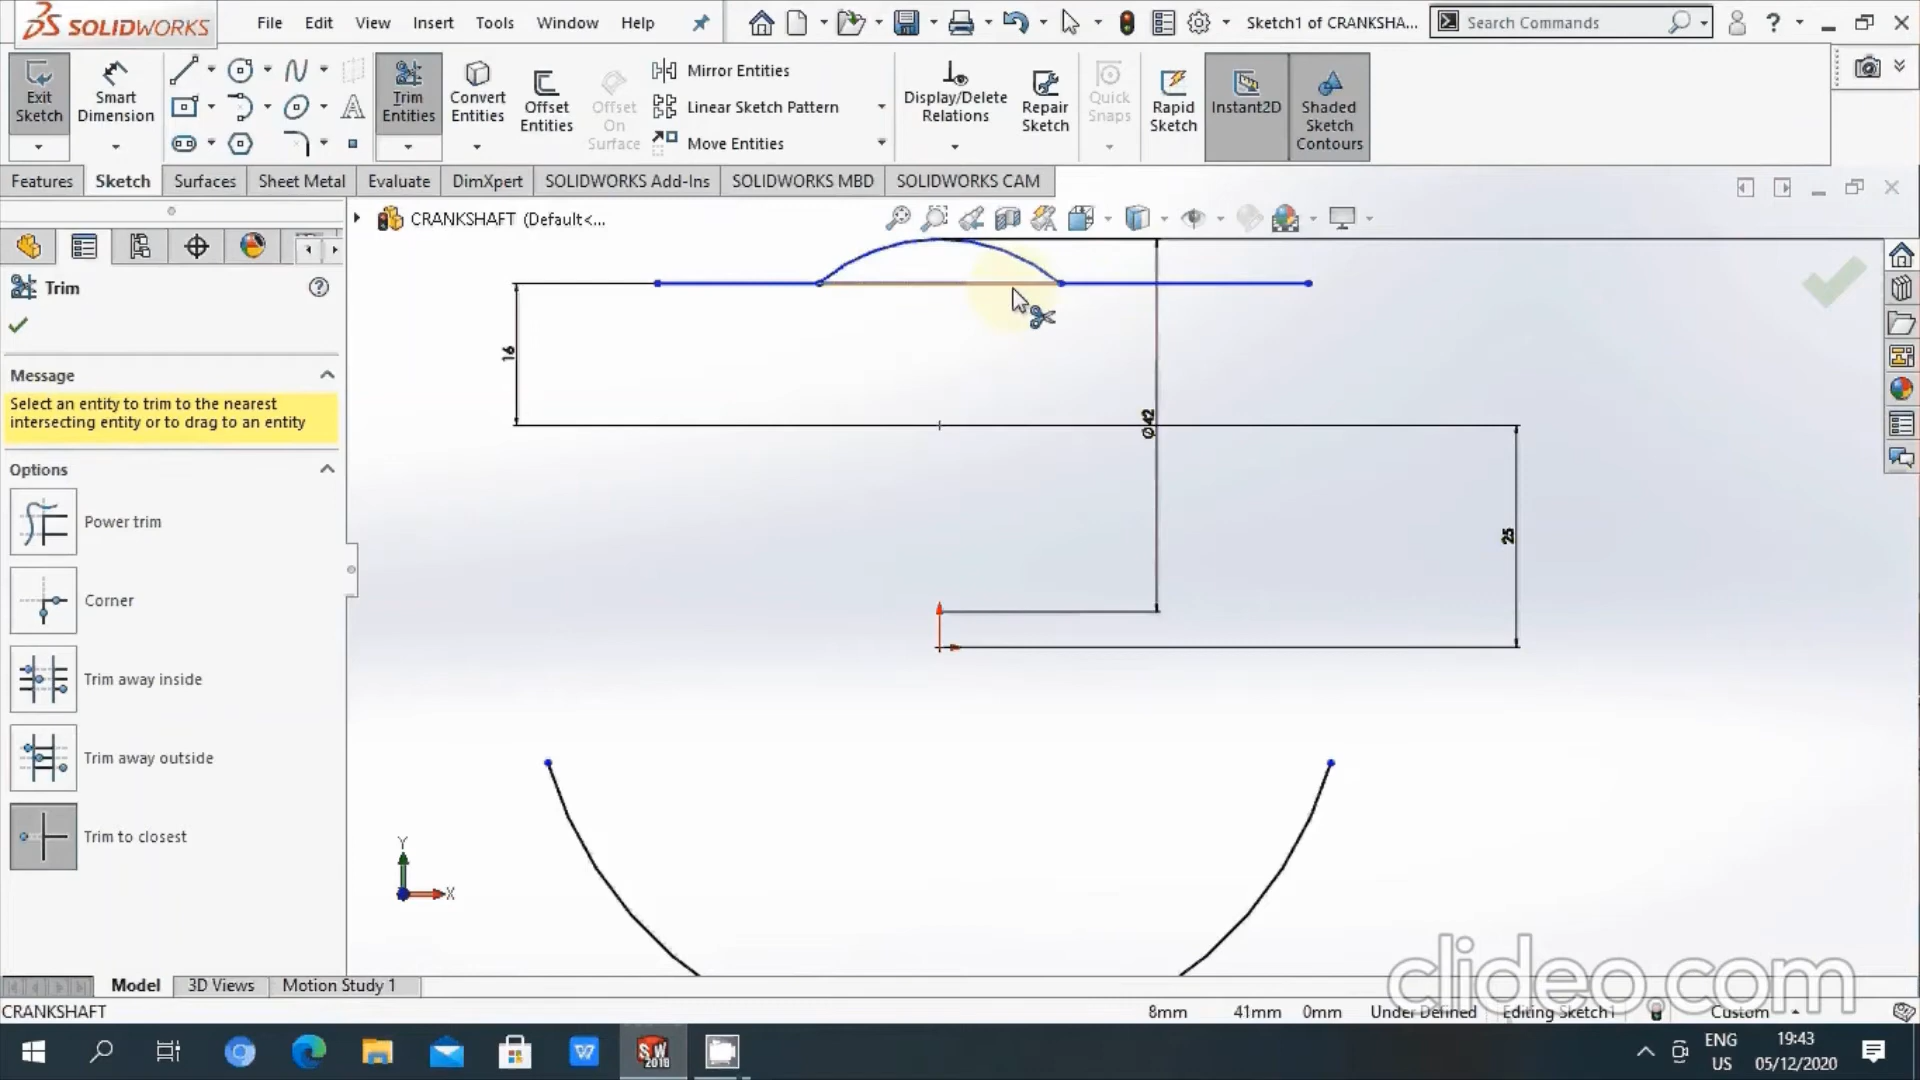 SOLIDWORKS
File Edit View Insert Tools Window Help
Sketch1 of CRANKSHA...
Search Commands
?
Exit
Sketch
Smart
Dimension
Trim
Entities
Convert
Entities
Offset
Entities
Offset
On
Surface
Mirror Entities
Linear Sketch Pattern
Move Entities
Display/Delete
Relations
Repair
Sketch
Quick
Snaps
Rapid
Sketch
Instant2D
Shaded
Sketch
Contours
Features Sketch Surfaces Sheet Metal Evaluate DimXpert SOLIDWORKS Add-Ins SOLIDWORKS MBD SOLIDWORKS CAM
CRANKSHAFT (Default<...
Trim
Message
Select an entity to trim to the nearest
intersecting entity or to drag to an entity
Options
Power trim
Corner
Trim away inside
Trim away outside
Trim to closest
16
Ø42
25
Y
X
clideo.com
Model 3D Views Motion Study 1
CRANKSHAFT
8mm 41mm 0mm Under Defined Editing Sketch1 Custom
SW
2018
ENG
US
19:43
05/12/2020